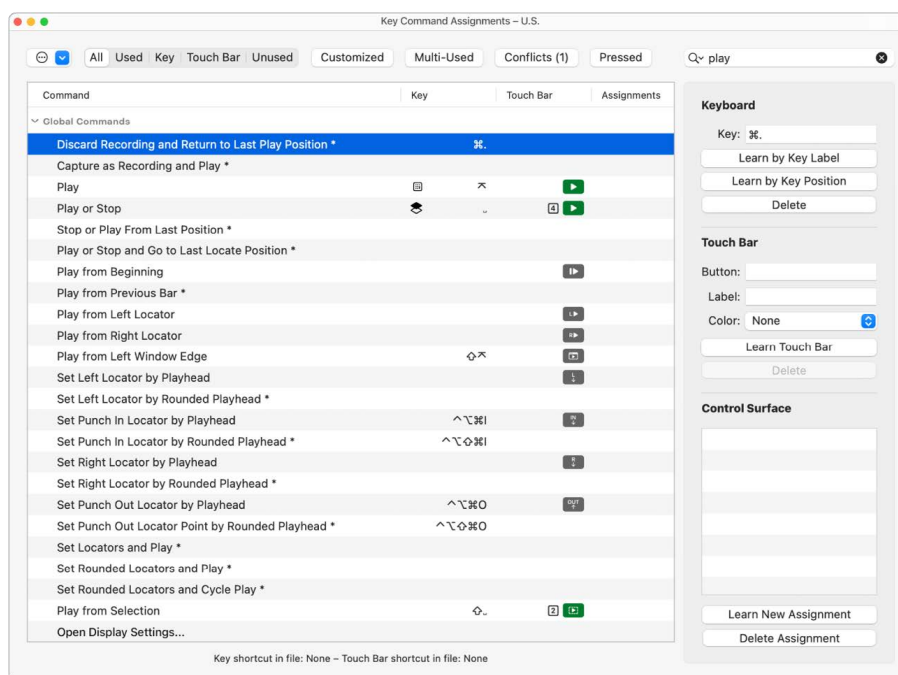 Key Command Assignments – U.S.
All Used Key Touch Bar Unused Customized Multi-Used Conflicts (1) Pressed play
Command Key Touch Bar Assignments
Global Commands
Discard Recording and Return to Last Play Position * ⌘.
Capture as Recording and Play *
Play ⌤
Play or Stop ⎵ 4
Stop or Play From Last Position *
Play or Stop and Go to Last Locate Position *
Play from Beginning
Play from Previous Bar *
Play from Left Locator L
Play from Right Locator R
Play from Left Window Edge ⇧⌤
Set Left Locator by Playhead L
Set Left Locator by Rounded Playhead *
Set Punch In Locator by Playhead ^⌥⌘I IN
Set Punch In Locator by Rounded Playhead * ^⌥⇧⌘I
Set Right Locator by Playhead R
Set Right Locator by Rounded Playhead *
Set Punch Out Locator by Playhead ^⌥⌘O OUT
Set Punch Out Locator Point by Rounded Playhead * ^⌥⇧⌘O
Set Locators and Play *
Set Rounded Locators and Play *
Set Rounded Locators and Cycle Play *
Play from Selection ⇧⎵ 2
Open Display Settings...
Key shortcut in file: None – Touch Bar shortcut in file: None
Keyboard
Key: ⌘.
Learn by Key Label
Learn by Key Position
Delete
Touch Bar
Button:
Label:
Color: None
Learn Touch Bar
Delete
Control Surface
Learn New Assignment
Delete Assignment